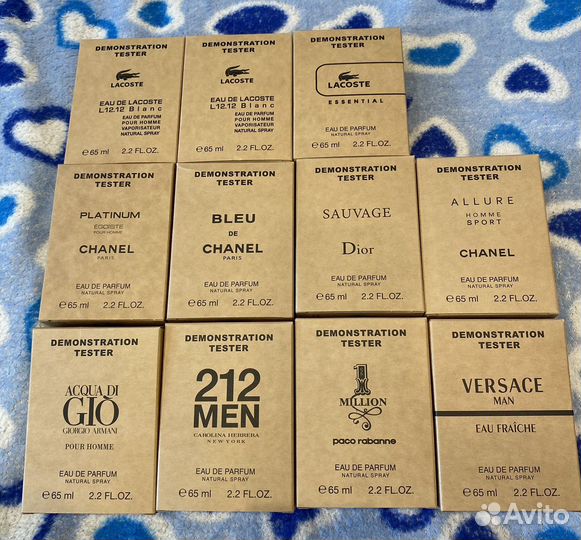 DEMONSTRATION
TESTER
LACOSTE
EAU DE LACOSTE
L.12.12 Blanc
EAU DE PARFUM
POUR HOMME
VAPORISATEUR
NATURAL SPRAY
℮65 ml 2.2 FL.OZ.
DEMONSTRATION
TESTER
LACOSTE
EAU DE LACOSTE
L.12.12 Blanc
EAU DE PARFUM
POUR HOMME
VAPORISATEUR
NATURAL SPRAY
℮65 ml 2.2 FL.OZ.
DEMONSTRATION
TESTER
LACOSTE
ESSENTIAL
EAU DE PARFUM
NATURAL SPRAY
℮65 ml 2.2 FL.OZ.
DEMONSTRATION
TESTER
PLATINUM
ÉGOÏSTE
POUR HOMME
CHANEL
PARIS
EAU DE PARFUM
NATURAL SPRAY
℮65 ml 2.2 FL.OZ.
DEMONSTRATION
TESTER
BLEU
DE
CHANEL
PARIS
EAU DE PARFUM
NATURAL SPRAY
℮65 ml 2.2 FL.OZ.
DEMONSTRATION
TESTER
SAUVAGE
Dior
EAU DE PARFUM
NATURAL SPRAY
℮65 ml 2.2 FL.OZ.
DEMONSTRATION
TESTER
ALLURE
HOMME
SPORT
CHANEL
EAU DE PARFUM
NATURAL SPRAY
℮65 ml 2.2 FL.OZ.
DEMONSTRATION
TESTER
ACQUA DI
GIÒ
GIORGIO ARMANI
POUR HOMME
EAU DE PARFUM
NATURAL SPRAY
℮65 ml 2.2 FL.OZ.
DEMONSTRATION
TESTER
212
MEN
CAROLINA HERRERA
NEW YORK
EAU DE PARFUM
NATURAL SPRAY
℮65 ml 2.2 FL.OZ.
DEMONSTRATION
TESTER
1
MILLION
paco rabanne
EAU DE PARFUM
NATURAL SPRAY
℮65 ml 2.2 FL.OZ.
DEMONSTRATION
TESTER
VERSACE
MAN
EAU FRAÎCHE
EAU DE PARFUM
NATURAL SPRAY
℮65 ml 2.2 FL.OZ.
Avito